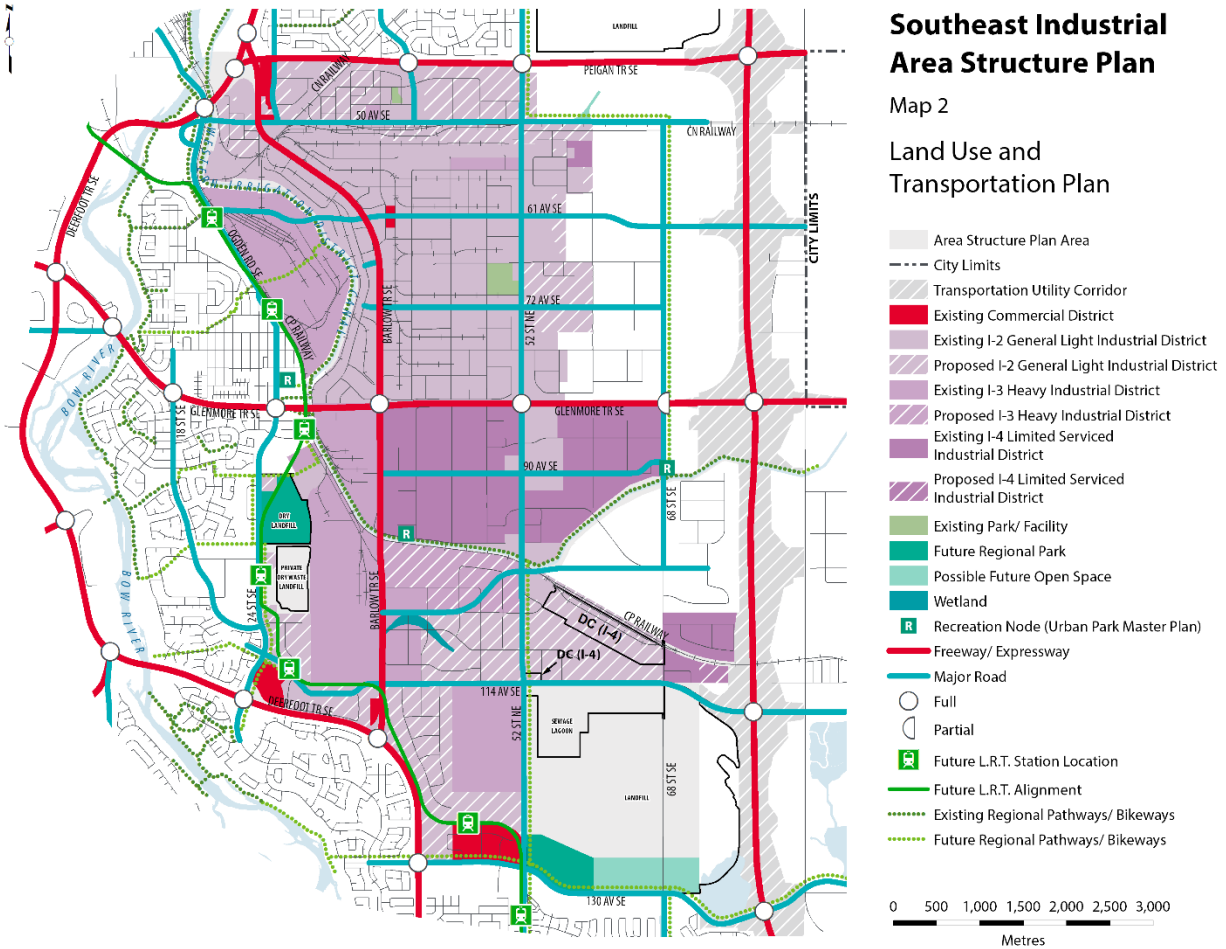 Southeast Industrial
Area Structure Plan
Map 2
Land Use and
Transportation Plan
Area Structure Plan Area
City Limits
Transportation Utility Corridor
Existing Commercial District
Existing I-2 General Light Industrial District
Proposed I-2 General Light Industrial District
Existing I-3 Heavy Industrial District
Proposed I-3 Heavy Industrial District
Existing I-4 Limited Serviced
Industrial District
Proposed I-4 Limited Serviced
Industrial District
Existing Park/ Facility
Future Regional Park
Possible Future Open Space
Wetland
R
Recreation Node (Urban Park Master Plan)
Freeway/ Expressway
Major Road
Full
Partial
Future L.R.T. Station Location
Future L.R.T. Alignment
Existing Regional Pathways/ Bikeways
Future Regional Pathways/ Bikeways
0 500 1,000 1,500 2,000 2,500 3,000
Metres
LANDFILL
CN RAILWAY
PEIGAN TR SE
50 AV SE
CN RAILWAY
DEERFOOT TR SE
61 AV SE
CITY LIMITS
OGDEN RD SE
72 AV SE
BARLOW TR SE
52 ST NE
CP RAILWAY
BOW RIVER
R
18 ST SE
GLENMORE TR SE
GLENMORE TR SE
90 AV SE
R
68 ST SE
DRY
LANDFILL
R
PRIVATE
DRY WASTE
LANDFILL
BOW RIVER
24 ST SE
BARLOW TR SE
DC (I-4)
CP RAILWAY
DC (I-4)
114 AV SE
DEERFOOT TR SE
52 ST NE
SEWAGE
LAGOON
68 ST SE
LANDFILL
130 AV SE